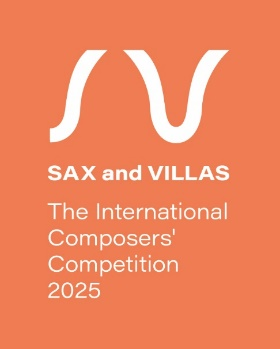 SAX and VILLAS
The International
Composers'
Competition
2025